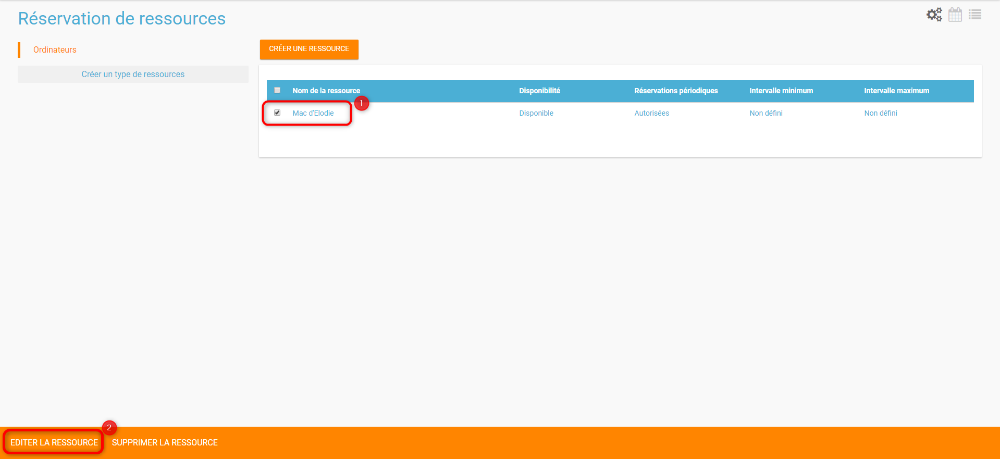 Réservation de ressources
Ordinateurs
Créer un type de ressources
CRÉER UNE RESSOURCE
Nom de la ressource Disponibilité Réservations périodiques Intervalle minimum Intervalle maximum
1
Mac d'Elodie Disponible Autorisées Non défini Non défini
2
EDITER LA RESSOURCE SUPPRIMER LA RESSOURCE